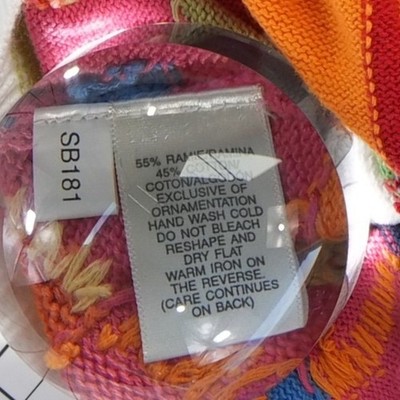 SB181
55% RAMIE/RAMINA
45% COTTON/
COTON/ALGODON
EXCLUSIVE OF
ORNAMENTATION
HAND WASH COLD
DO NOT BLEACH
RESHAPE AND
DRY FLAT
WARM IRON ON
THE REVERSE.
(CARE CONTINUES
ON BACK)